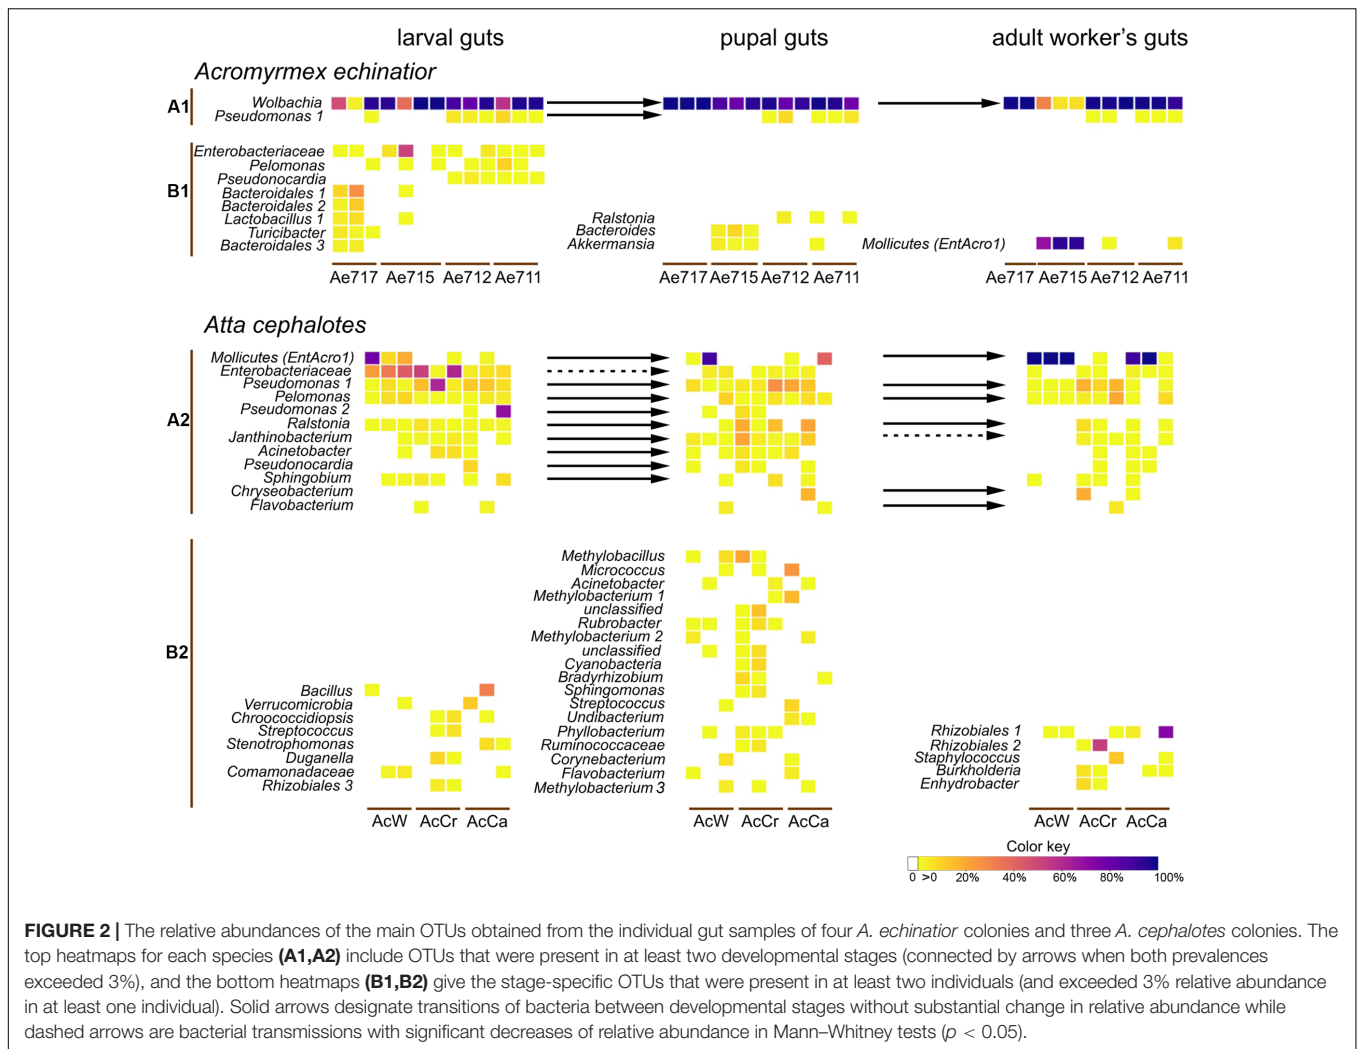 larval guts
pupal guts
adult worker's guts
Acromyrmex echinatior
A1
Wolbachia
Pseudomonas 1
B1
Enterobacteriaceae
Pelomonas
Pseudonocardia
Bacteroidales 1
Bacteroidales 2
Lactobacillus 1
Turicibacter
Bacteroidales 3
Ralstonia
Bacteroides
Akkermansia
Mollicutes (EntAcro1)
Ae717 Ae715 Ae712 Ae711
Ae717 Ae715 Ae712 Ae711
Ae717 Ae715 Ae712 Ae711
Atta cephalotes
A2
Mollicutes (EntAcro1)
Enterobacteriaceae
Pseudomonas 1
Pelomonas
Pseudomonas 2
Ralstonia
Janthinobacterium
Acinetobacter
Pseudonocardia
Sphingobium
Chryseobacterium
Flavobacterium
B2
Bacillus
Verrucomicrobia
Chroococcidiopsis
Streptococcus
Stenotrophomonas
Duganella
Comamonadaceae
Rhizobiales 3
Methylobacillus
Micrococcus
Acinetobacter
Methylobacterium 1
unclassified
Rubrobacter
Methylobacterium 2
unclassified
Cyanobacteria
Bradyrhizobium
Sphingomonas
Streptococcus
Undibacterium
Phyllobacterium
Ruminococcaceae
Corynebacterium
Flavobacterium
Methylobacterium 3
Rhizobiales 1
Rhizobiales 2
Staphylococcus
Burkholderia
Enhydrobacter
AcW AcCr AcCa
AcW AcCr AcCa
AcW AcCr AcCa
Color key
0 >0 20% 40% 60% 80% 100%
FIGURE 2 | The relative abundances of the main OTUs obtained from the individual gut samples of four A. echinatior colonies and three A. cephalotes colonies. The
top heatmaps for each species (A1,A2) include OTUs that were present in at least two developmental stages (connected by arrows when both prevalences
exceeded 3%), and the bottom heatmaps (B1,B2) give the stage-specific OTUs that were present in at least two individuals (and exceeded 3% relative abundance
in at least one individual). Solid arrows designate transitions of bacteria between developmental stages without substantial change in relative abundance while
dashed arrows are bacterial transmissions with significant decreases of relative abundance in Mann–Whitney tests (p < 0.05).